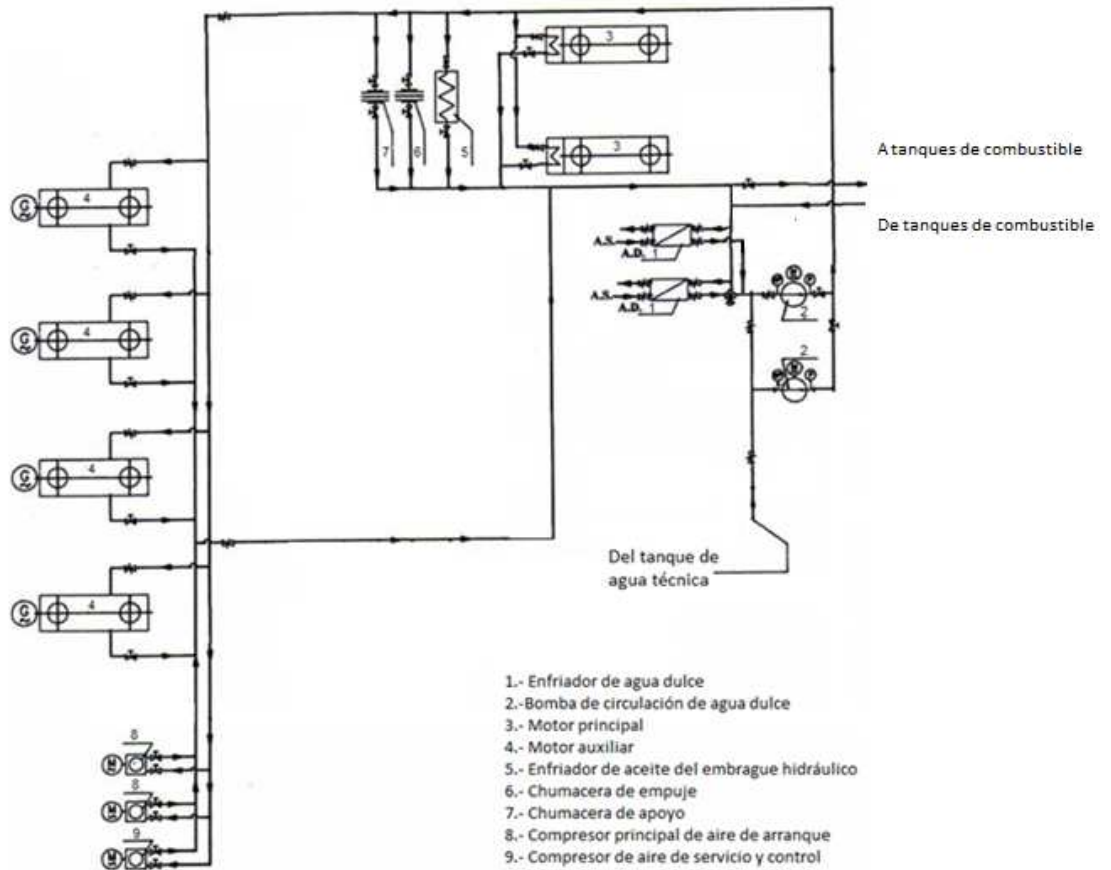 3
7
6
5
3
A tanques de combustible
De tanques de combustible
4
A.S.
A.D.
1
A.S.
A.D.
1
2
2
4
4
4
Del tanque de
agua técnica
8
8
9
1.- Enfriador de agua dulce
2.-Bomba de circulación de agua dulce
3.- Motor principal
4.- Motor auxiliar
5.- Enfriador de aceite del embrague hidráulico
6.- Chumacera de empuje
7.- Chumacera de apoyo
8.- Compresor principal de aire de arranque
9.- Compresor de aire de servicio y control